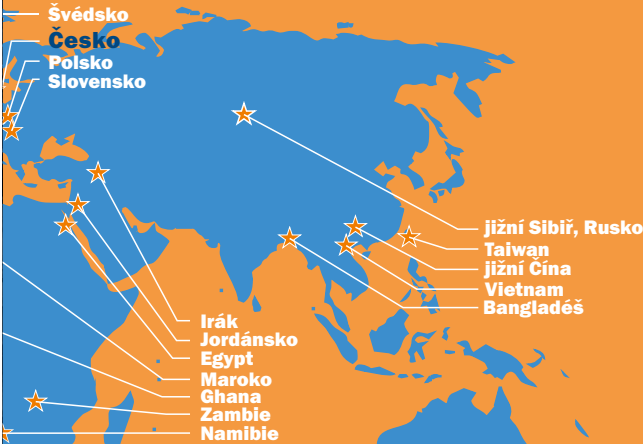 Švédsko
Česko
Polsko
Slovensko
jižní Sibiř, Rusko
Taiwan
jižní Čína
Vietnam
Bangladéš
Irák
Jordánsko
Egypt
Maroko
Ghana
Zambie
Namibie